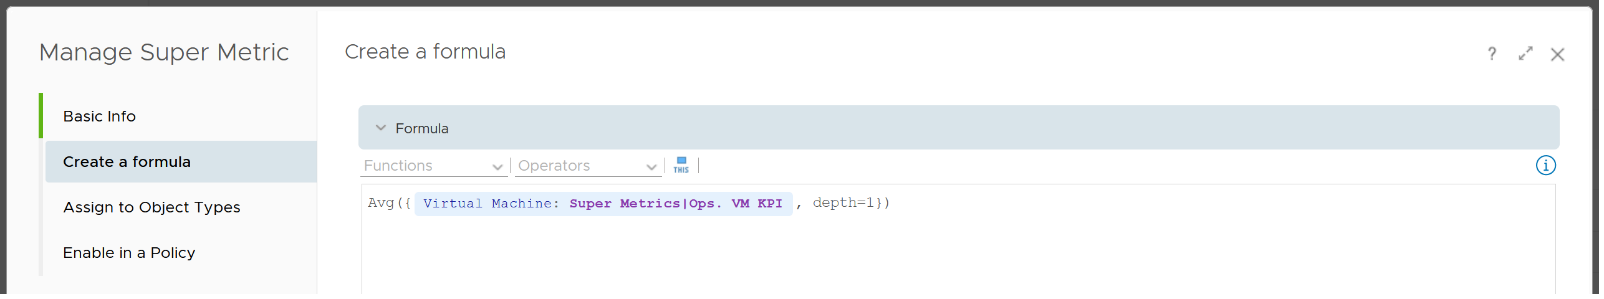 Manage Super Metric
Basic Info
Create a formula
Assign to Object Types
Enable in a Policy
Create a formula
?
Formula
Functions
Operators
THIS
i
Avg({ Virtual Machine: Super Metrics|Ops. VM KPI , depth=1})